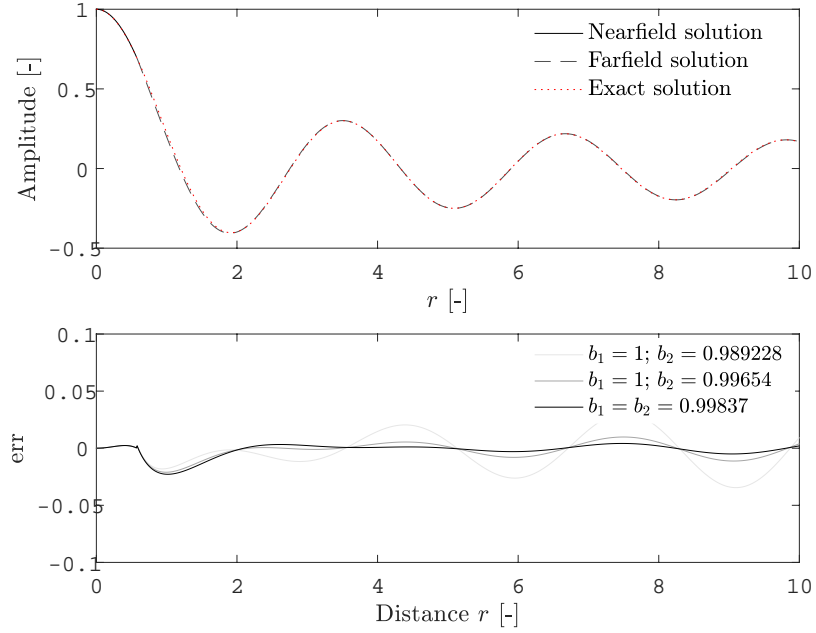 1
0.5
0
-0.5
Amplitude [-]
Nearfield solution
Farfield solution
Exact solution
0 2 4 6 8 10
r [-]
0.1
0.05
0
-0.05
-0.1
err
b₁ = 1; b₂ = 0.989228
b₁ = 1; b₂ = 0.99654
b₁ = b₂ = 0.99837
0 2 4 6 8 10
Distance r [-]